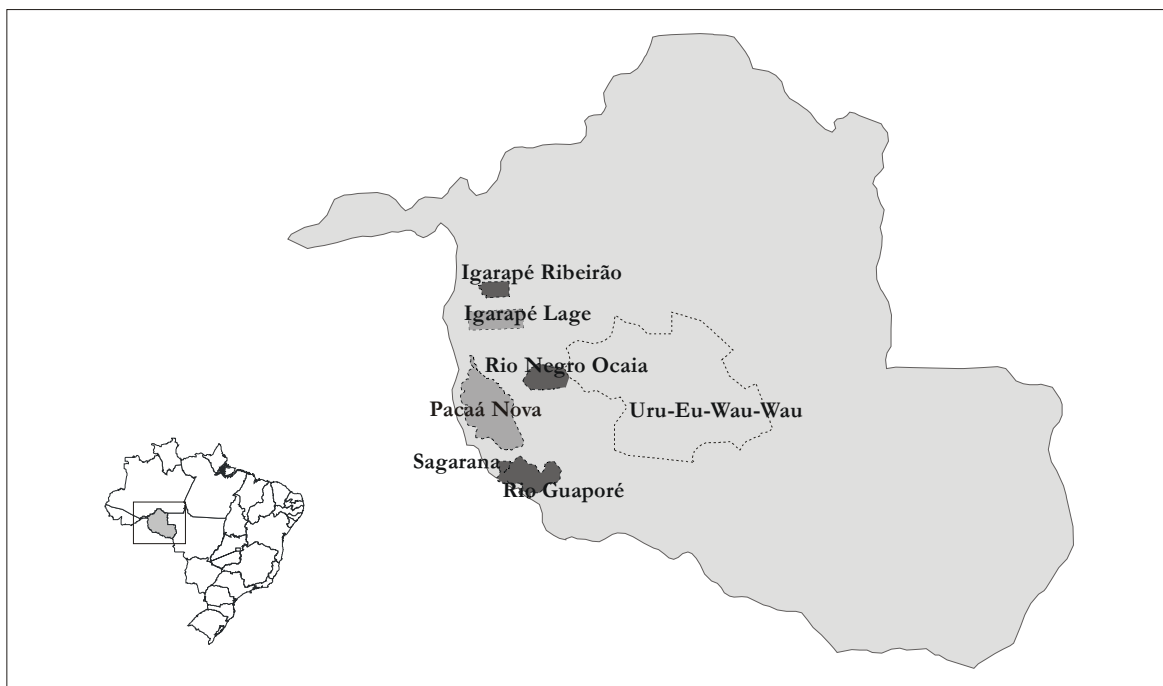 Igarapé Ribeirão
Igarapé Lage
Rio Negro Ocaia
Pacaá Nova
Uru-Eu-Wau-Wau
Sagarana
Rio Guaporé